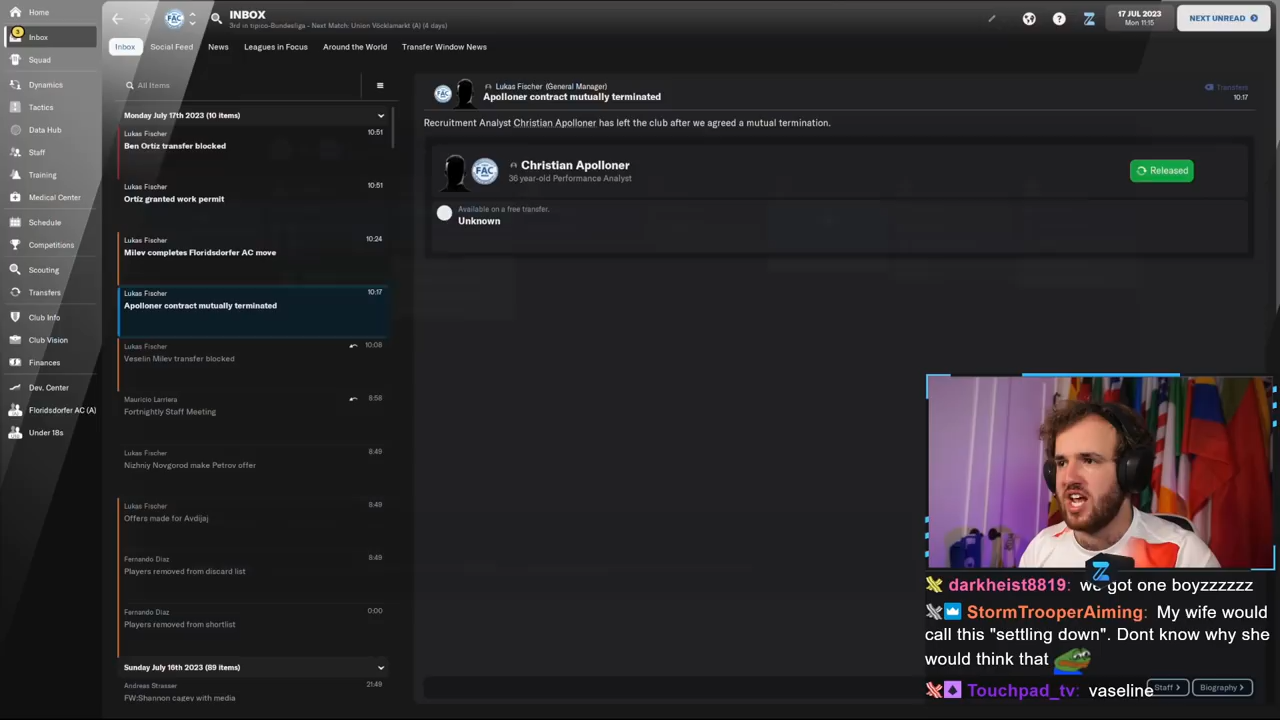 Home
INBOX
3rd in tipico-Bundesliga - Next Match: Union Vöcklamarkt (A) (4 days)
17 JUL 2023
Mon 11:15
NEXT UNREAD
3
Inbox
Squad
Dynamics
Tactics
Data Hub
Staff
Training
Medical Center
Schedule
Competitions
Scouting
Transfers
Club Info
Club Vision
Finances
Dev. Center
Floridsdorfer AC (A)
Under 18s
Inbox
Social Feed
News
Leagues in Focus
Around the World
Transfer Window News
All Items
Monday July 17th 2023 (10 items)
Lukas Fischer
10:51
Ben Ortíz transfer blocked
Lukas Fischer
10:51
Ortíz granted work permit
Lukas Fischer
10:24
Milev completes Floridsdorfer AC move
Lukas Fischer
10:17
Apolloner contract mutually terminated
Lukas Fischer
10:08
Veselin Milev transfer blocked
Maurizio Larriera
8:58
Fortnightly Staff Meeting
Nizhniy Novgorod make Petrov offer
8:49
Lukas Fischer
8:49
Offers made for Avdijaj
Fernando Diaz
8:49
Players removed from discard list
Fernando Diaz
0:00
Players removed from shortlist
Sunday July 16th 2023 (89 items)
Andreas Strasser
21:49
FW:Shannon cagey with media
Lukas Fischer (General Manager)
Apolloner contract mutually terminated
Transfers
10:17
Recruitment Analyst Christian Apolloner has left the club after we agreed a mutual termination.
FAC
Christian Apolloner
36 year-old Performance Analyst
Released
Available on a free transfer.
Unknown
darkheist8819: we got one boyzzzzzz
StormTrooperAiming: My wife would
call this "settling down". Dont know why she
would think that
Touchpad_tv: vaseline
Staff
Biography